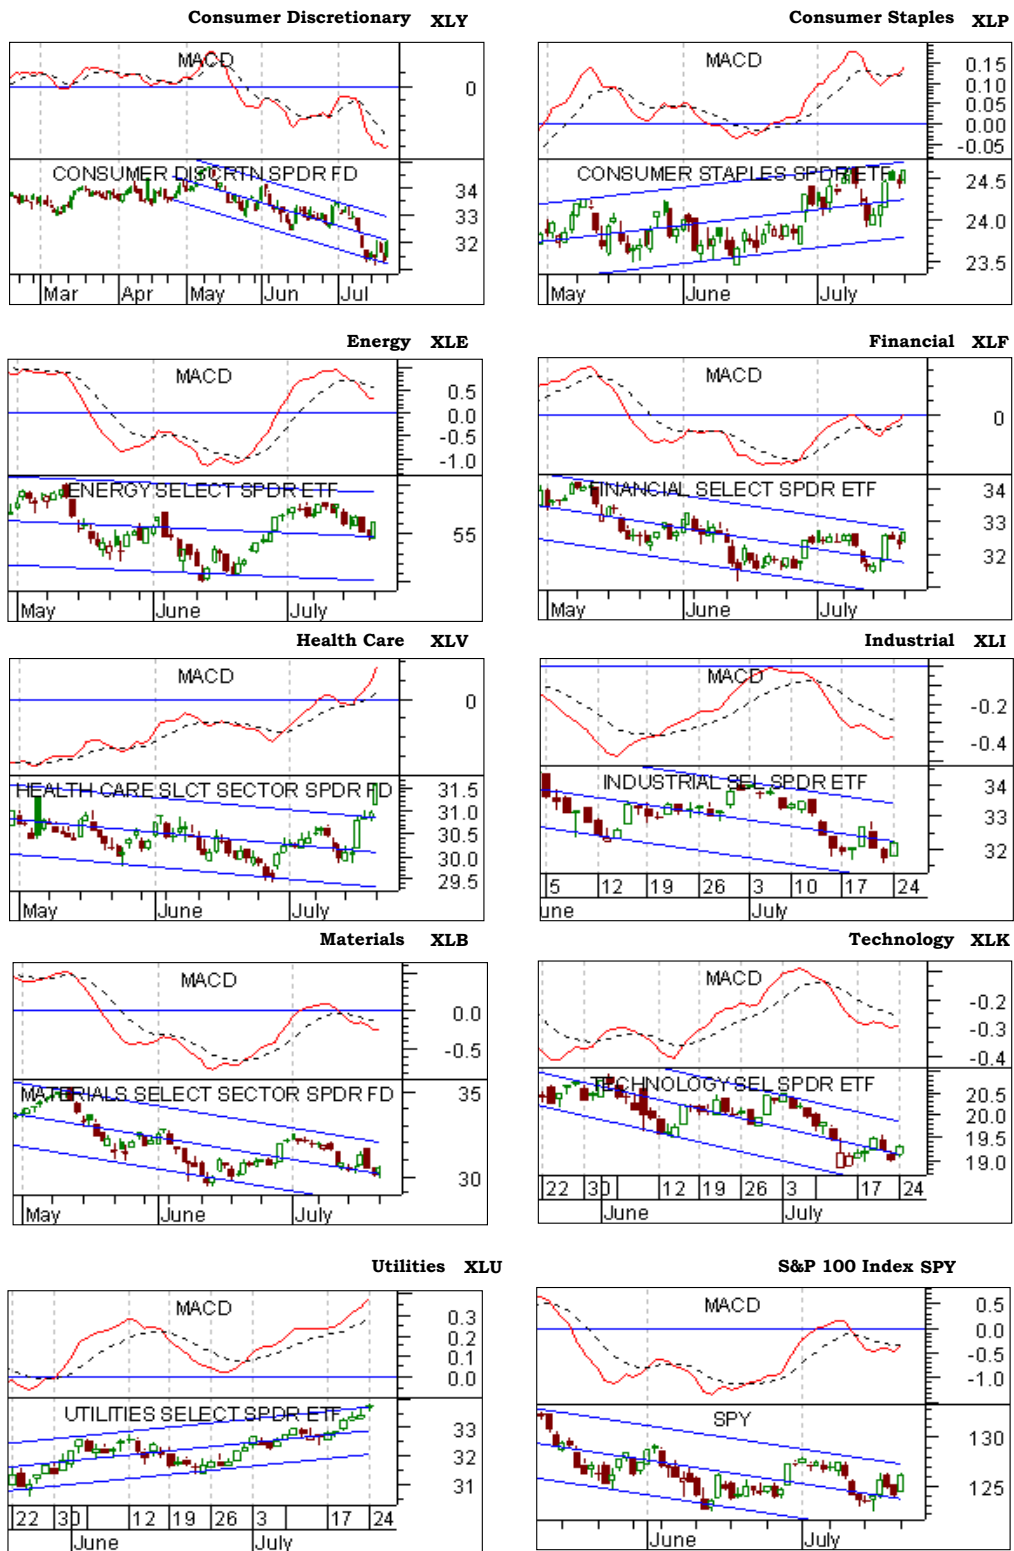 Consumer Discretionary XLY
MACD
0
CONSUMER DISCRTN SPDR FD
34
33
32
Mar Apr May Jun Jul
Consumer Staples XLP
MACD
0.15
0.10
0.05
0.00
-0.05
CONSUMER STAPLES SPDR ETF
24.5
24.0
23.5
May June July
Energy XLE
MACD
0.5
0.0
-0.5
-1.0
ENERGY SELECT SPDR ETF
55
May June July
Financial XLF
MACD
0
FINANCIAL SELECT SPDR ETF
34
33
32
May June July
Health Care XLV
MACD
0
HEALTH CARE SLCT SECTOR SPDR FD
31.5
31.0
30.5
30.0
29.5
May June July
Industrial XLI
MACD
-0.2
-0.4
INDUSTRIAL SEL SPDR ETF
34
33
32
5 12 19 26 3 10 17 24
une July
Materials XLB
MACD
0.0
-0.5
MATERIALS SELECT SECTOR SPDR FD
35
30
May June July
Technology XLK
MACD
-0.2
-0.3
-0.4
TECHNOLOGY SEL SPDR ETF
20.5
20.0
19.5
19.0
22 30 12 19 26 3 17 24
June July
Utilities XLU
MACD
0.3
0.2
0.1
0.0
UTILITIES SELECT SPDR ETF
33
32
31
22 30 12 19 26 3 17 24
June July
S&P 100 Index SPY
MACD
0.5
0.0
-0.5
-1.0
SPY
130
125
June July